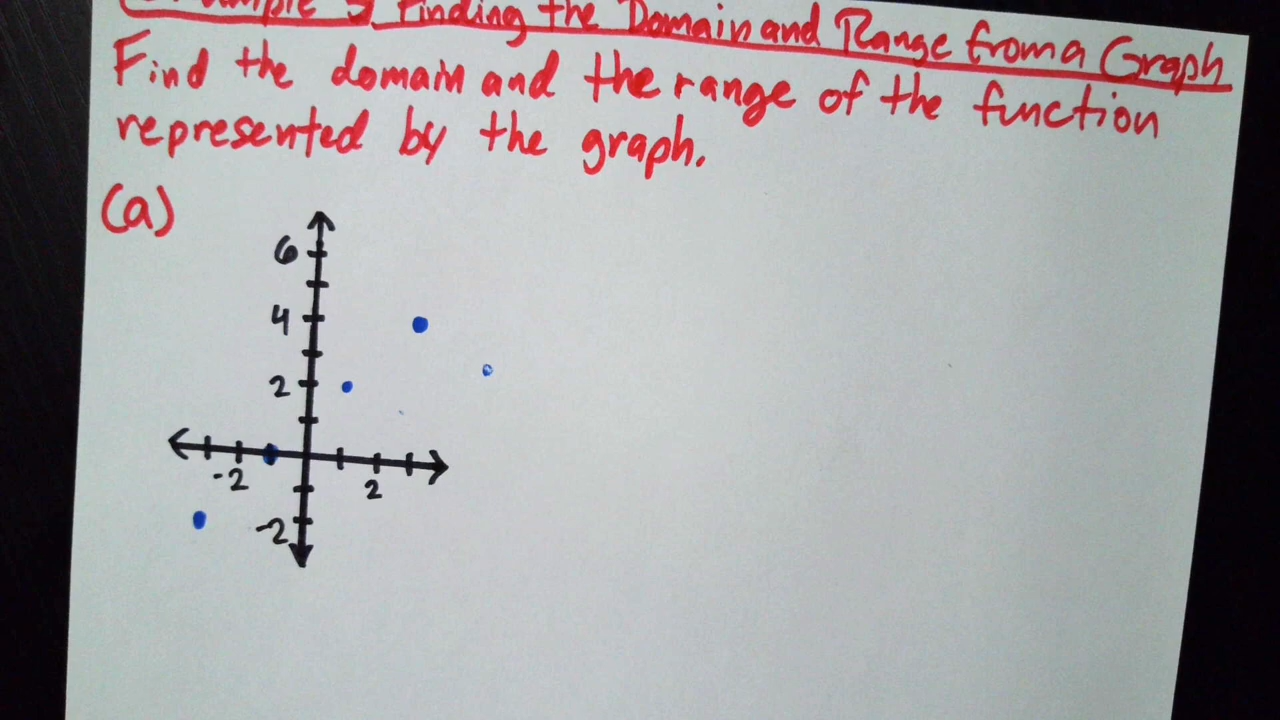 Finding the Domain and Range from a Graph
Find the domain and the range of the function
represented by the graph.
(a)
6
4
2
-2
2
-2